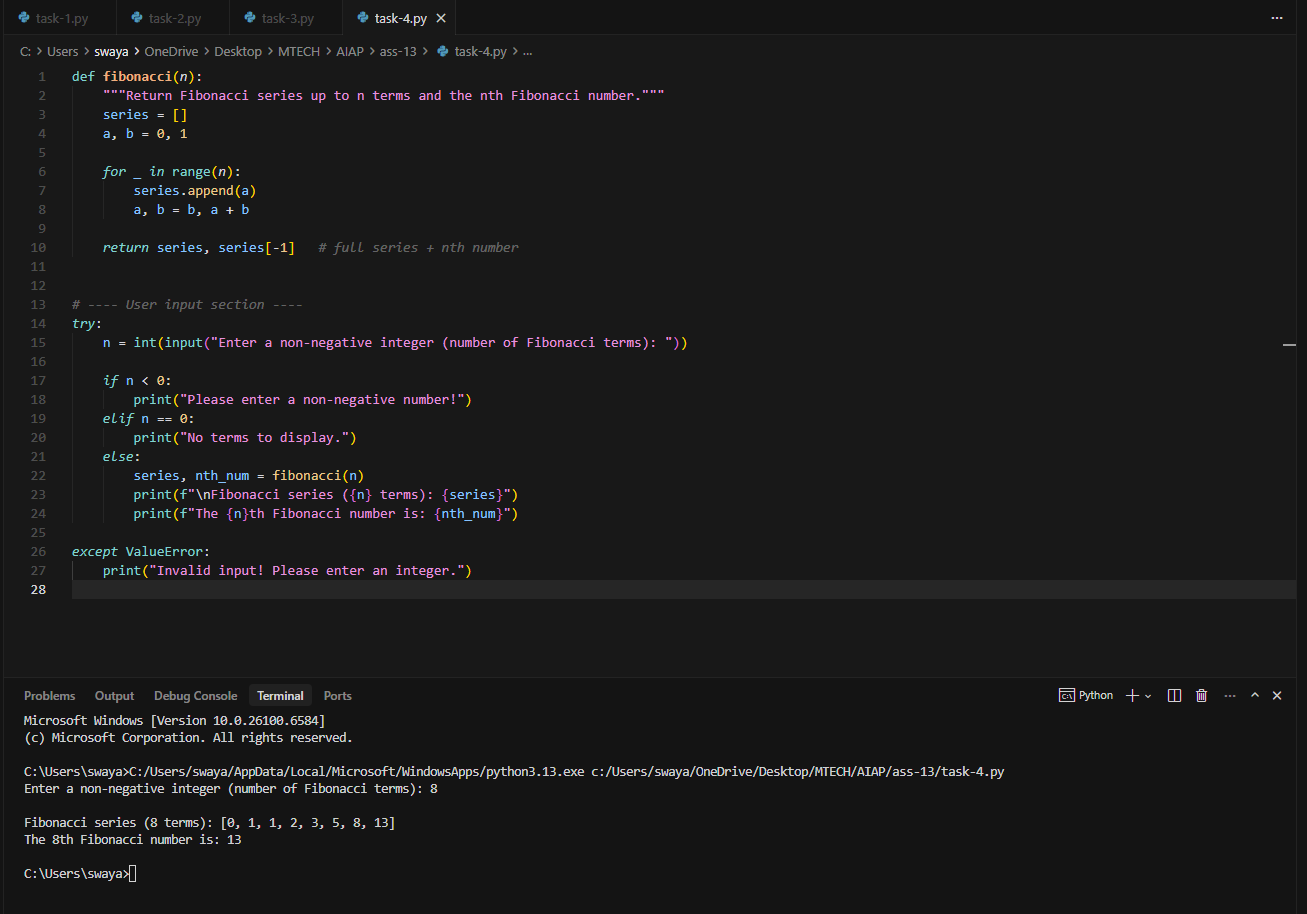 task-1.py task-2.py task-3.py task-4.py
C: > Users > swaya > OneDrive > Desktop > MTECH > AIAP > ass-13 > task-4.py > ...
1 def fibonacci(n):
2     """Return Fibonacci series up to n terms and the nth Fibonacci number."""
3     series = []
4     a, b = 0, 1
5
6     for _ in range(n):
7         series.append(a)
8         a, b = b, a + b
9
10     return series, series[-1]   # full series + nth number
11
12
13 # ---- User input section ----
14 try:
15     n = int(input("Enter a non-negative integer (number of Fibonacci terms): "))
16
17     if n < 0:
18         print("Please enter a non-negative number!")
19     elif n == 0:
20         print("No terms to display.")
21     else:
22         series, nth_num = fibonacci(n)
23         print(f"\nFibonacci series ({n} terms): {series}")
24         print(f"The {n}th Fibonacci number is: {nth_num}")
25
26 except ValueError:
27     print("Invalid input! Please enter an integer.")
28
Problems Output Debug Console Terminal Ports Python
Microsoft Windows [Version 10.0.26100.6584]
(c) Microsoft Corporation. All rights reserved.
C:\Users\swaya>C:/Users/swaya/AppData/Local/Microsoft/WindowsApps/python3.13.exe c:/Users/swaya/OneDrive/Desktop/MTECH/AIAP/ass-13/task-4.py
Enter a non-negative integer (number of Fibonacci terms): 8
Fibonacci series (8 terms): [0, 1, 1, 2, 3, 5, 8, 13]
The 8th Fibonacci number is: 13
C:\Users\swaya>